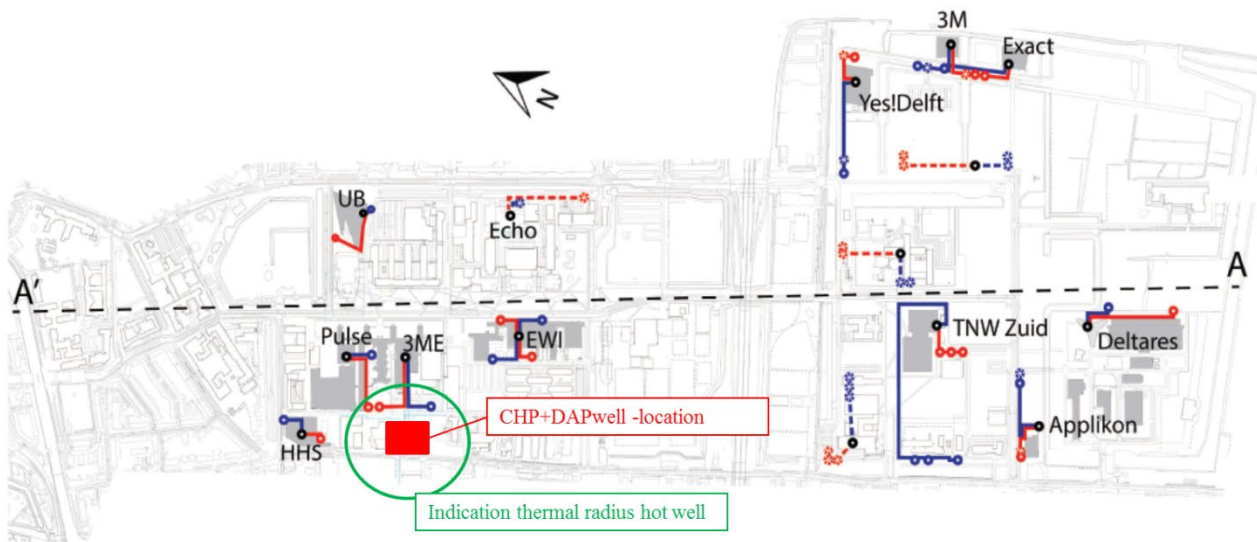 3M
Exact
Yes!Delft
N
UB
Echo
A'
A
Pulse
3ME
EWI
TNW Zuid
Deltares
CHP+DAPwell -location
HHS
Applikon
Indication thermal radius hot well